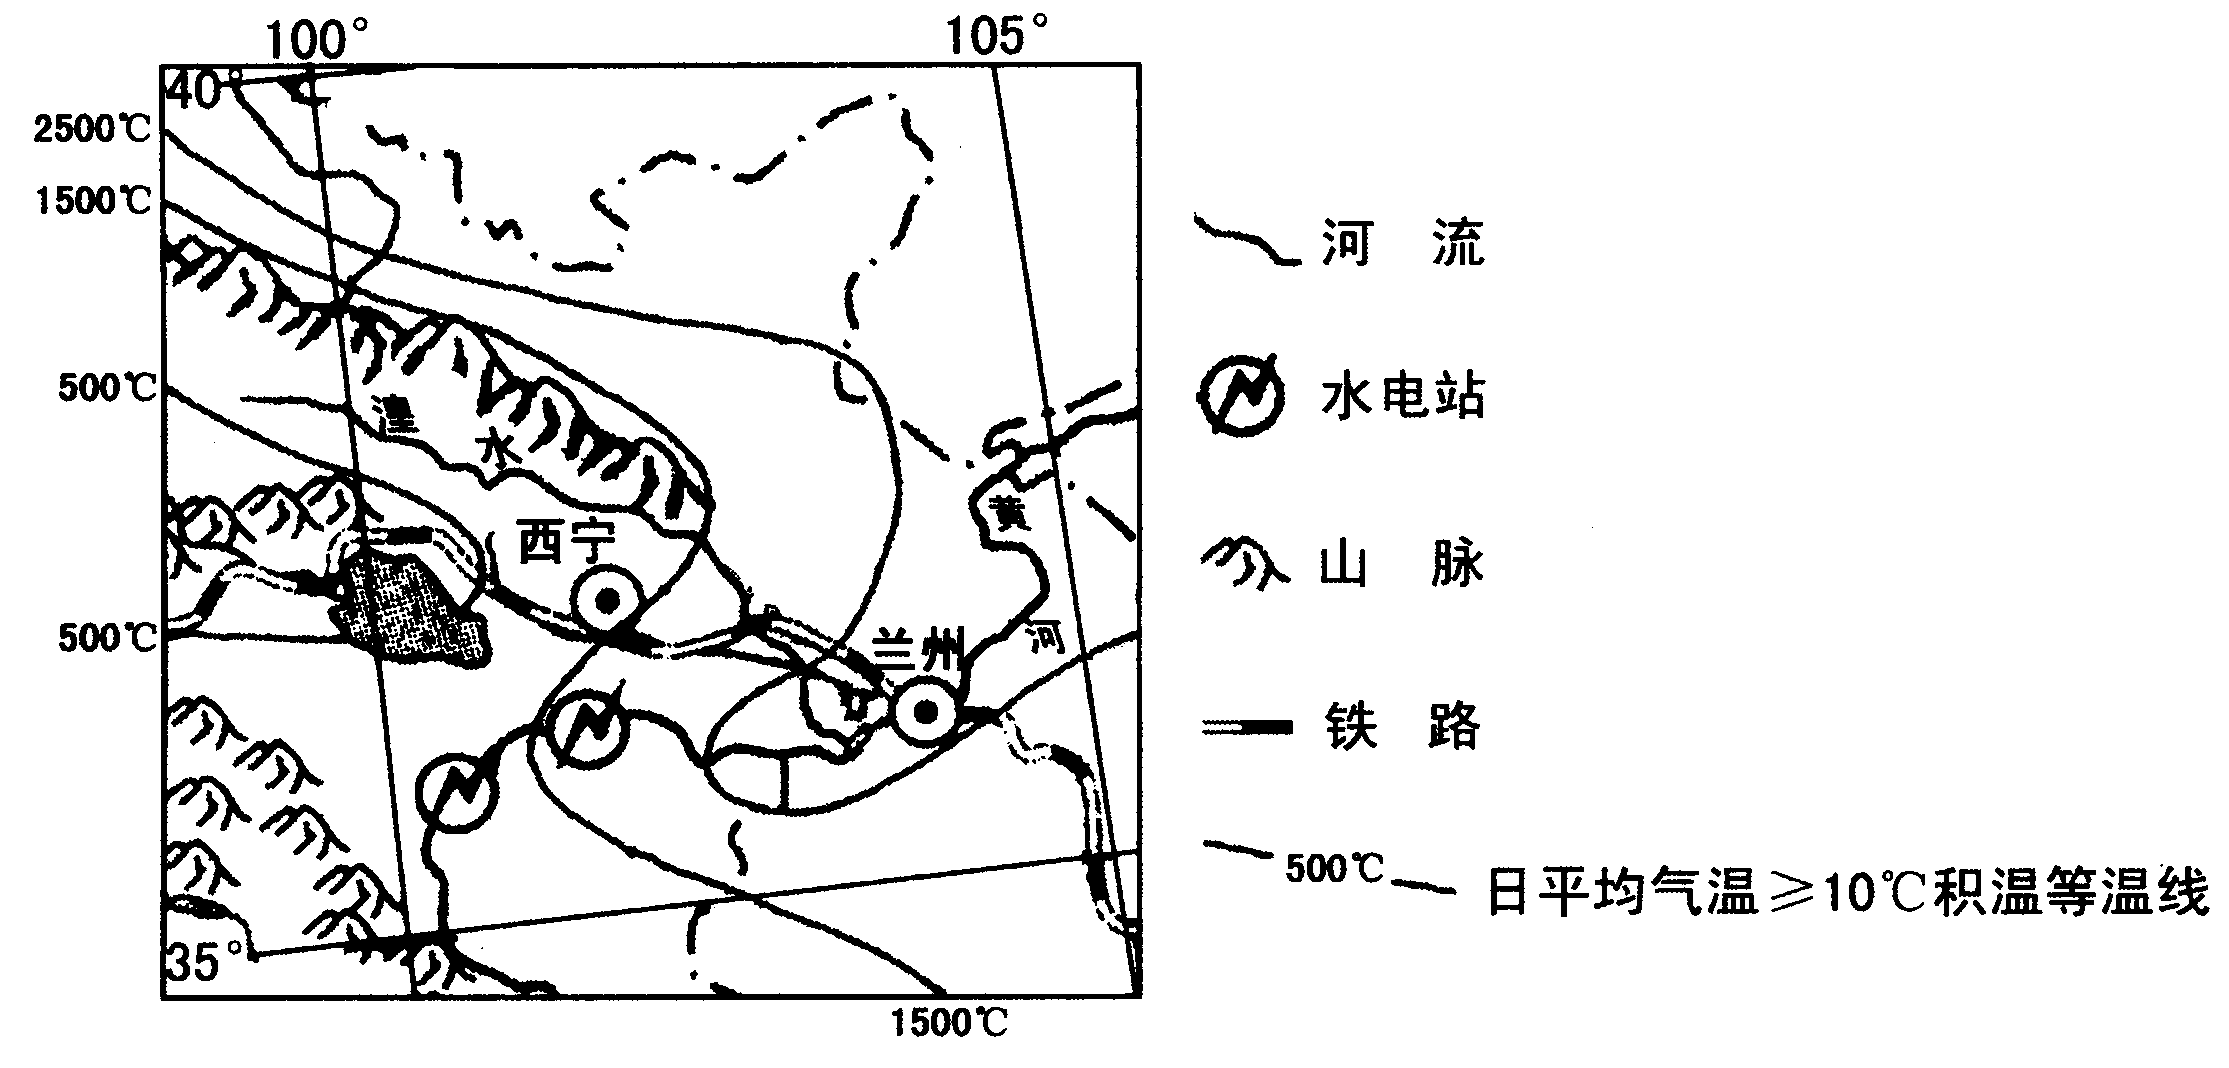 100°
105°
40°
2500℃
1500℃
500℃
湟
水
西宁
黄
500℃
兰州
河
35°
1500℃
河 流
水电站
山 脉
铁 路
500℃ 日平均气温≥10℃积温等温线